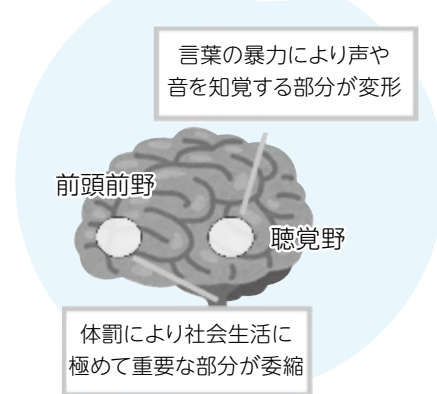 言葉の暴力により声や
音を知覚する部分が変形
前頭前野
聴覚野
体罰により社会生活に
極めて重要な部分が委縮